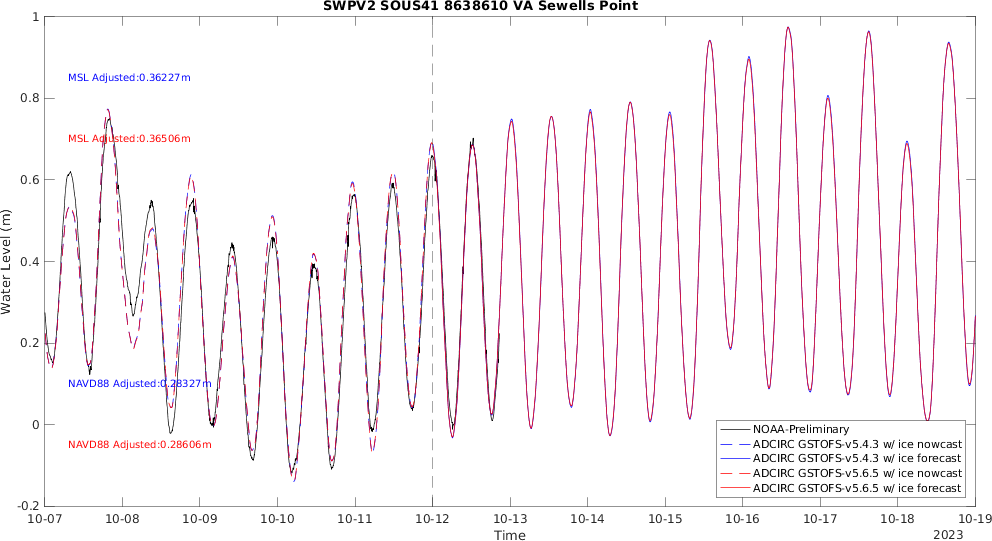 SWPV2 SOUS41 8638610 VA Sewells Point
1
0.8
0.6
0.4
0.2
0
-0.2
Water Level (m)
MSL Adjusted:0.36227m
MSL Adjusted:0.36506m
NAVD88 Adjusted:0.28327m
NAVD88 Adjusted:0.28606m
NOAA-Preliminary
ADCIRC GSTOFS-v5.4.3 w/ ice nowcast
ADCIRC GSTOFS-v5.4.3 w/ ice forecast
ADCIRC GSTOFS-v5.6.5 w/ ice nowcast
ADCIRC GSTOFS-v5.6.5 w/ ice forecast
10-07 10-08 10-09 10-10 10-11 10-12 10-13 10-14 10-15 10-16 10-17 10-18 10-19
Time
2023